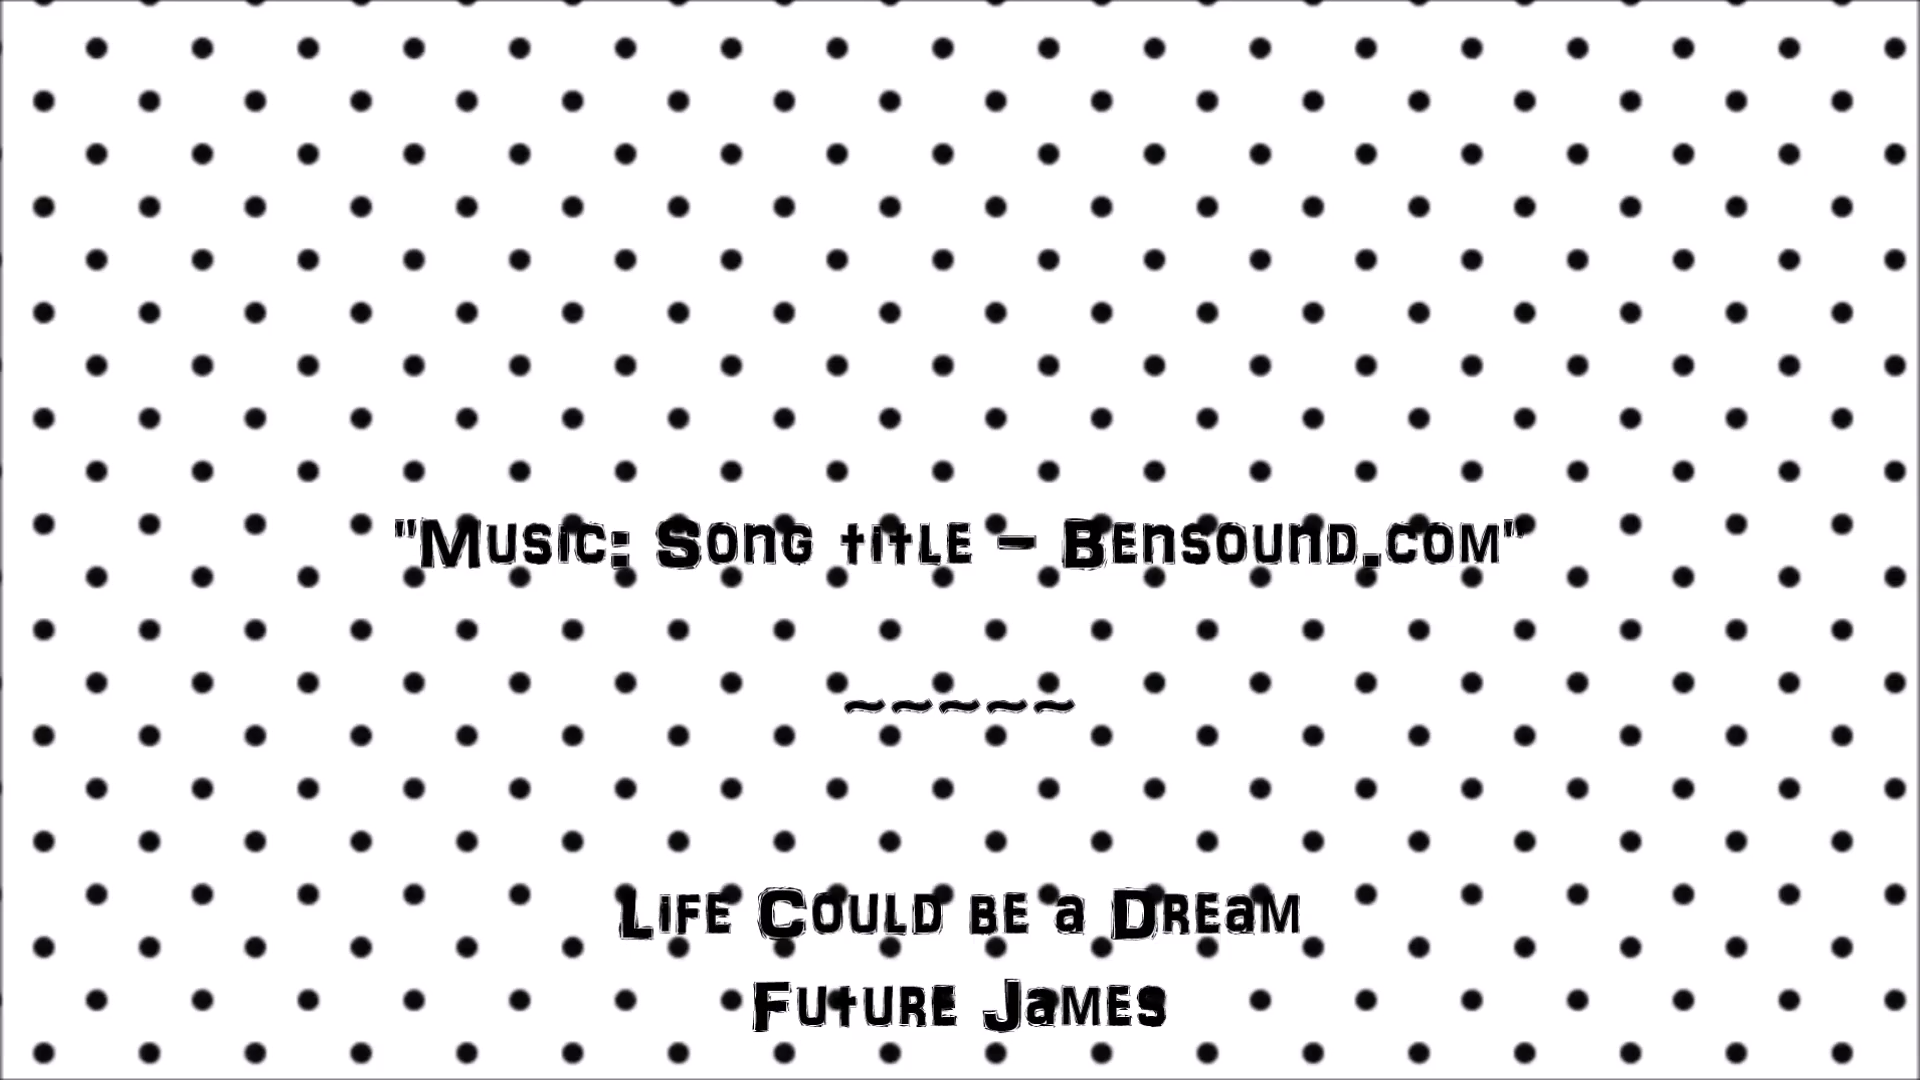 "Music: Song title – Bensound.com"
~~~~~
Life Could be a Dream
Future James